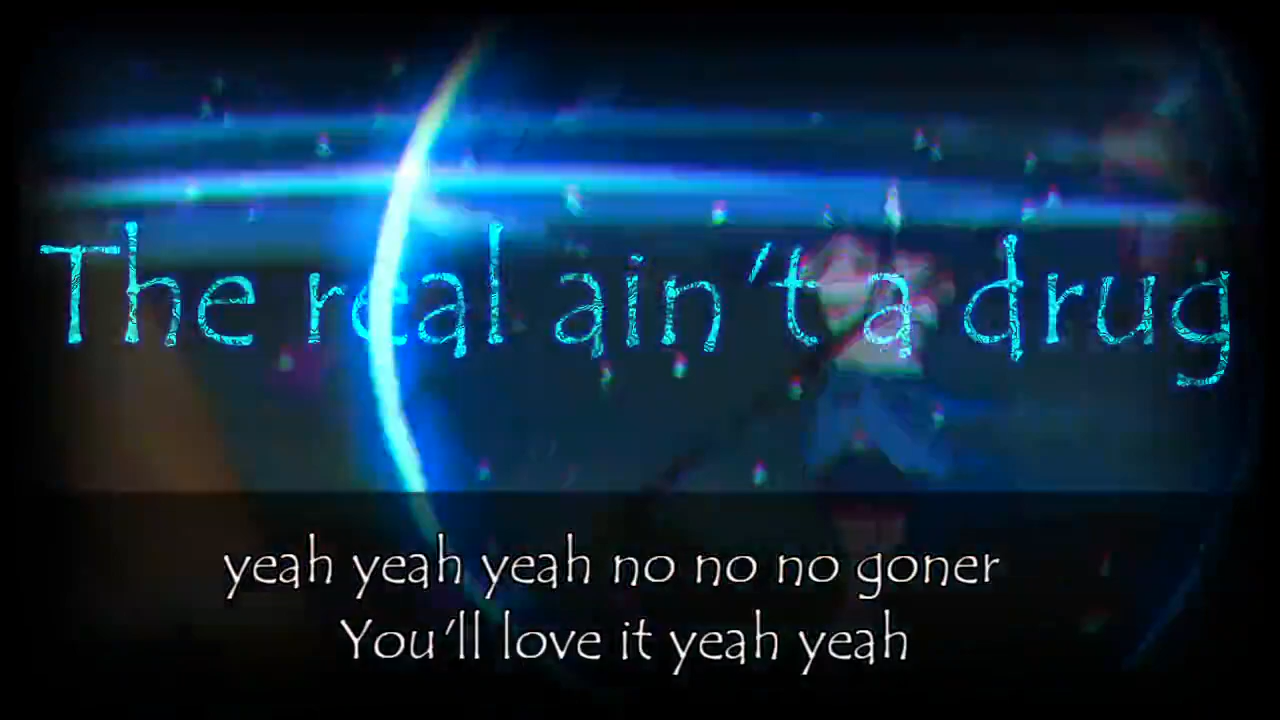 The real ain't a drug
yeah yeah yeah no no no goner
You'll love it yeah yeah